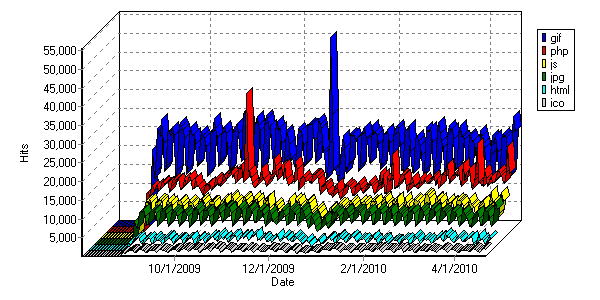 55,000
50,000
45,000
40,000
35,000
30,000
25,000
20,000
15,000
10,000
5,000
Hits
10/1/2009 12/1/2009 2/1/2010 4/1/2010
Date
gif
php
js
jpg
html
ico